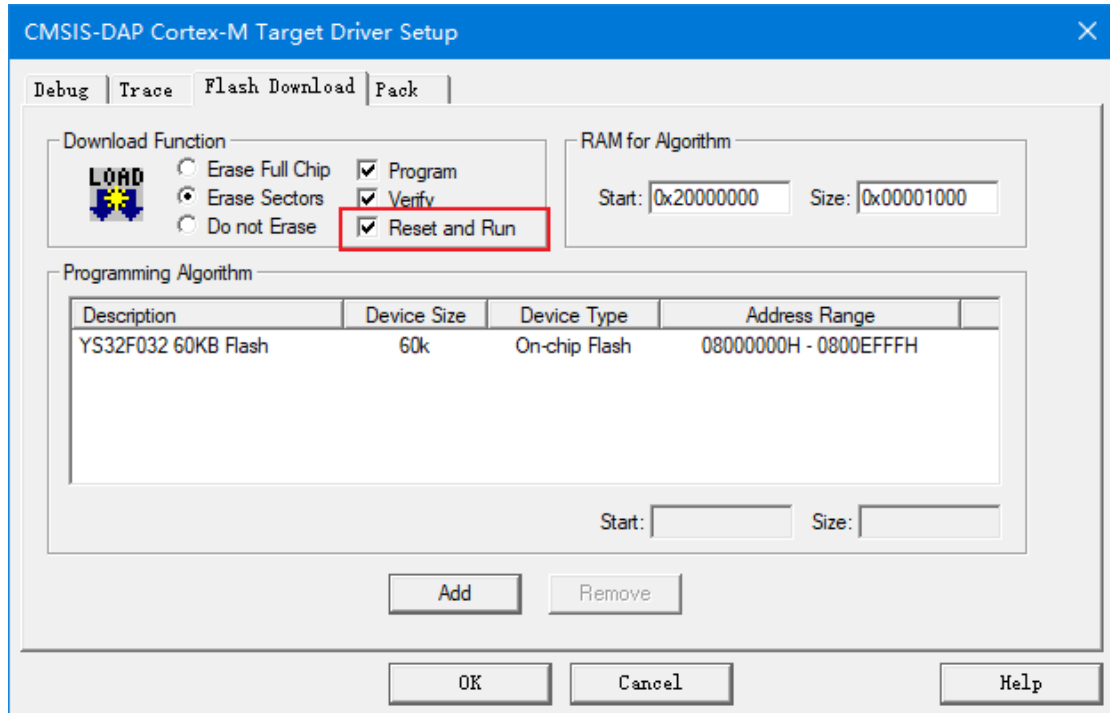 CMSIS-DAP Cortex-M Target Driver Setup
Debug Trace Flash Download Pack
Download Function
LOAD
Erase Full Chip
Erase Sectors
Do not Erase
Program
Verify
Reset and Run
RAM for Algorithm
Start: 0x20000000 Size: 0x00001000
Programming Algorithm
Description Device Size Device Type Address Range
YS32F032 60KB Flash 60k On-chip Flash 08000000H - 0800EFFFH
Start: Size:
Add Remove
OK Cancel Help